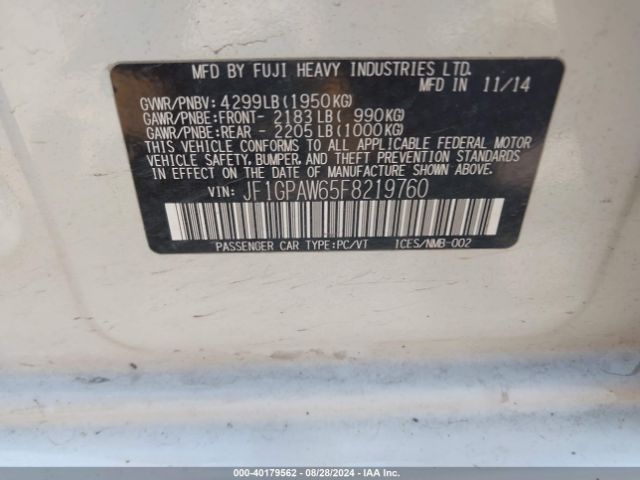 MFD BY FUJI HEAVY INDUSTRIES LTD.
MFD IN 11/14
GVWR/PNBV: 4299LB(1950KG)
GAWR/PNBE:FRONT- 2183LB( 990KG)
GAWR/PNBE:REAR - 2205LB(1000KG)
THIS VEHICLE CONFORMS TO ALL APPLICABLE FEDERAL MOTOR
VEHICLE SAFETY, BUMPER, AND THEFT PREVENTION STANDARDS
IN EFFECT ON THE DATE OF MANUFACTURE SHOWN ABOVE.
VIN: JF1GPAW65F8219760
PASSENGER CAR TYPE:PC/VT ICES/NMB-002
000-40179562 - 08/28/2024 - IAA Inc.